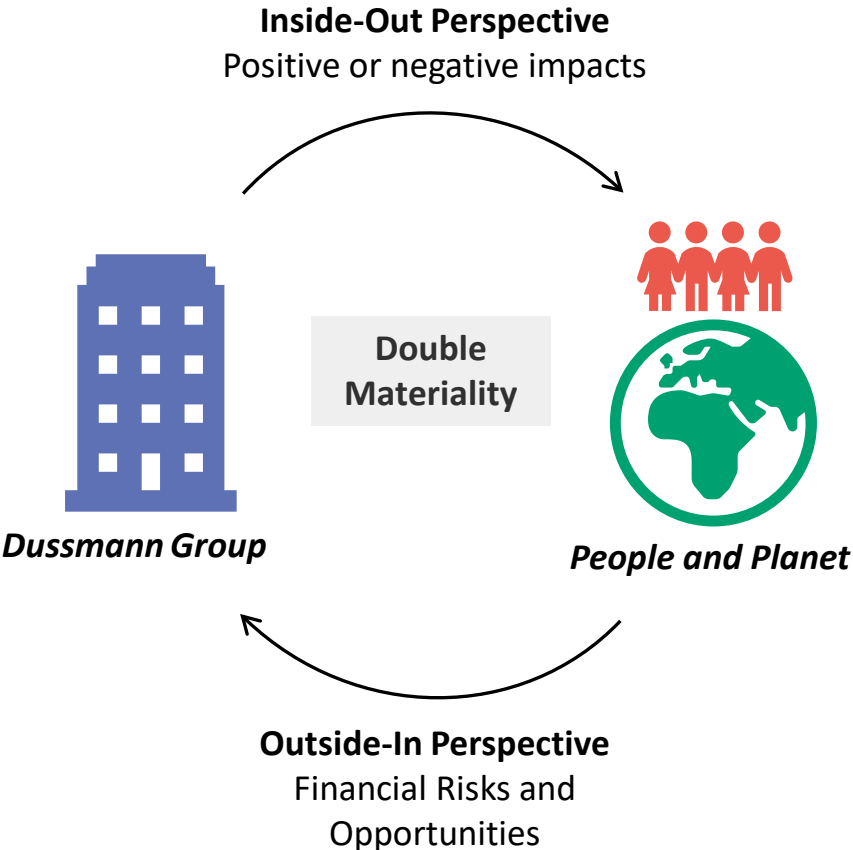 Inside-Out Perspective
Positive or negative impacts
Double
Materiality
Dussmann Group
People and Planet
Outside-In Perspective
Financial Risks and
Opportunities